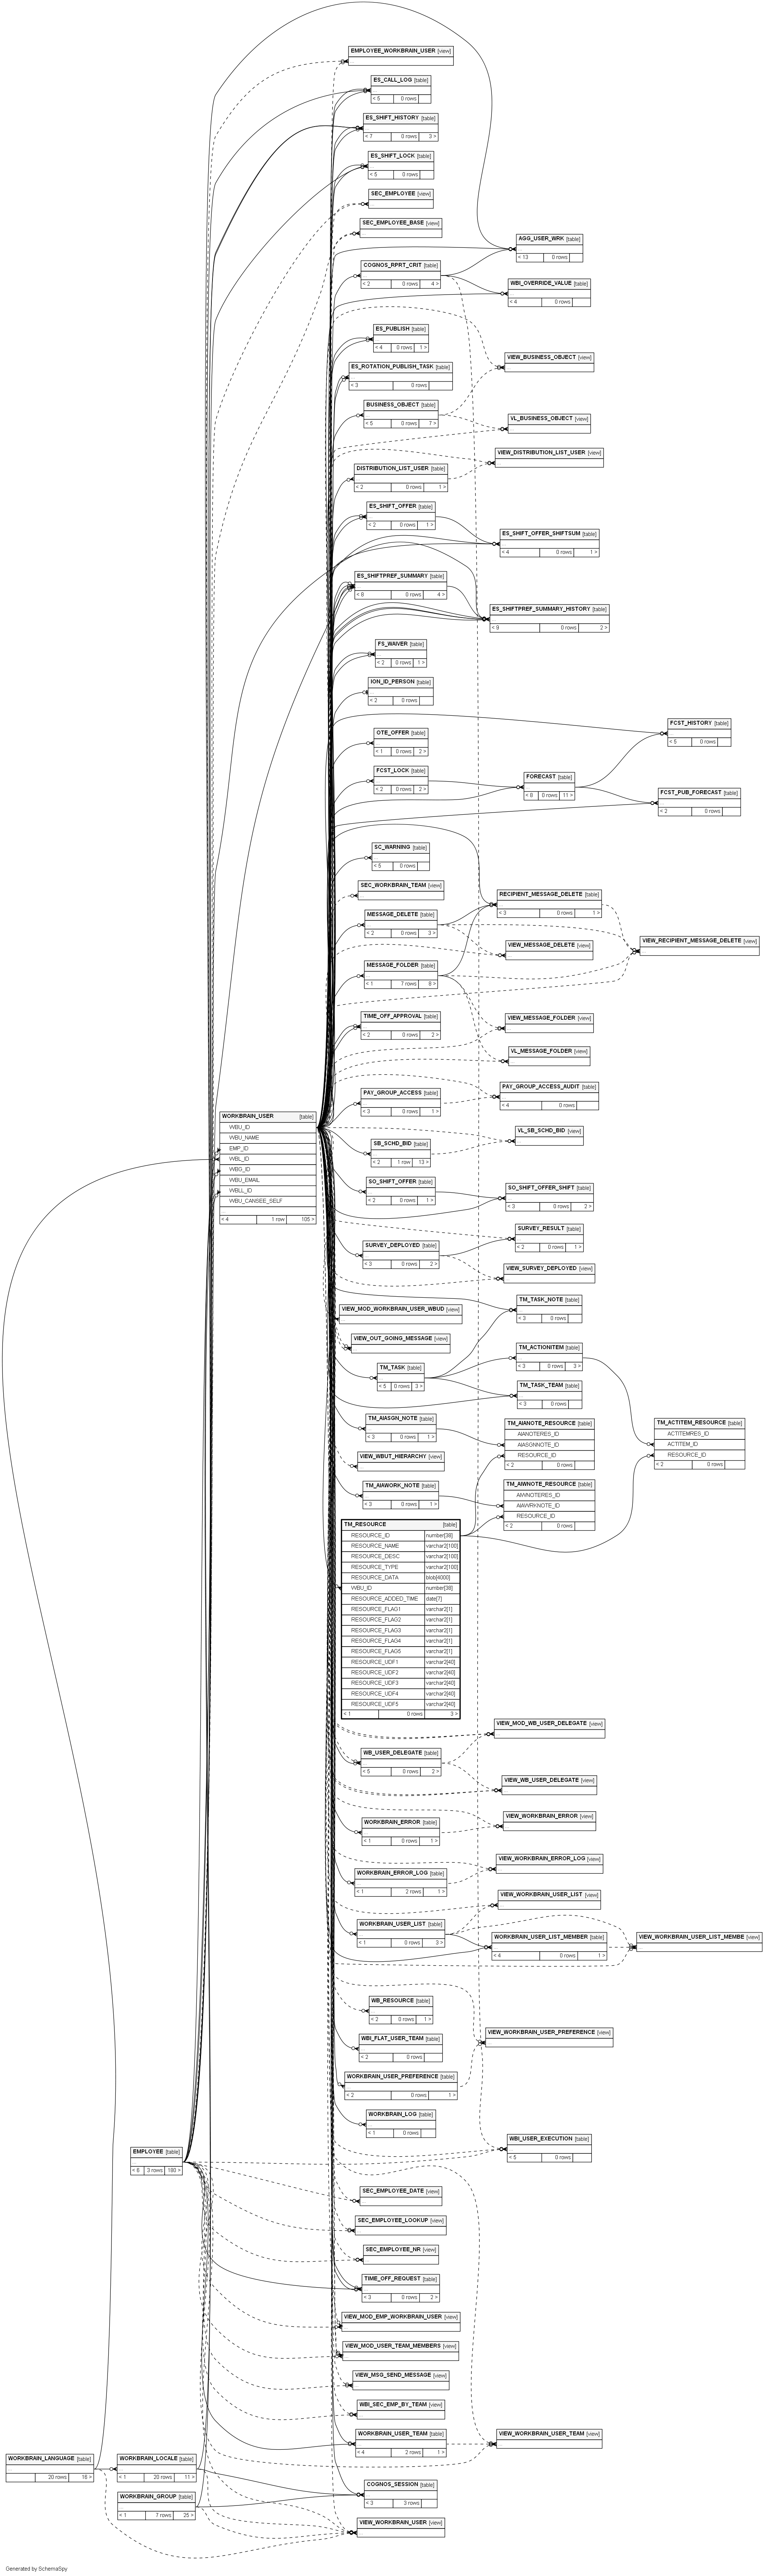 EMPLOYEE_WORKBRAIN_USER [view]
ES_CALL_LOG [table]
< 5 0 rows
ES_SHIFT_HISTORY [table]
< 7 0 rows 3 >
ES_SHIFT_LOCK [table]
< 5 0 rows
SEC_EMPLOYEE [view]
SEC_EMPLOYEE_BASE [view]
AGG_USER_WRK [table]
< 13 0 rows
COGNOS_RPRT_CRIT [table]
< 2 0 rows 4 >
WBI_OVERRIDE_VALUE [table]
< 4 0 rows
ES_PUBLISH [table]
< 4 0 rows 1 >
VIEW_BUSINESS_OBJECT [view]
ES_ROTATION_PUBLISH_TASK [table]
< 3 0 rows
BUSINESS_OBJECT [table]
< 5 0 rows 7 >
VL_BUSINESS_OBJECT [view]
VIEW_DISTRIBUTION_LIST_USER [view]
DISTRIBUTION_LIST_USER [table]
< 2 0 rows 1 >
ES_SHIFT_OFFER [table]
< 2 0 rows 1 >
ES_SHIFT_OFFER_SHIFTSUM [table]
< 4 0 rows 1 >
ES_SHIFTPREF_SUMMARY [table]
< 8 0 rows 4 >
ES_SHIFTPREF_SUMMARY_HISTORY [table]
< 8 0 rows 2 >
FS_WAIVER [table]
< 2 0 rows 1 >
ION_ID_PERSON [table]
< 2 0 rows
FCST_HISTORY [table]
< 5 0 rows
OTE_OFFER [table]
< 1 0 rows 2 >
FCST_LOCK [table]
< 2 0 rows 2 >
FORECAST [table]
< 8 0 rows 11 >
FCST_PUB_FORECAST [table]
< 2 0 rows
SC_WARNING [table]
< 5 0 rows
SEC_WORKBRAIN_TEAM [view]
RECIPIENT_MESSAGE_DELETE [table]
< 3 0 rows 1 >
MESSAGE_DELETE [table]
< 2 0 rows 3 >
VIEW_MESSAGE_DELETE [view]
VIEW_RECIPIENT_MESSAGE_DELETE [view]
MESSAGE_FOLDER [table]
< 1 7 rows 8 >
TIME_OFF_APPROVAL [table]
< 2 0 rows 2 >
VIEW_MESSAGE_FOLDER [view]
VL_MESSAGE_FOLDER [view]
PAY_GROUP_ACCESS [table]
< 3 0 rows 1 >
PAY_GROUP_ACCESS_AUDIT [table]
< 4 0 rows
WORKBRAIN_USER [table]
WBU_ID
WBU_NAME
EMP_ID
WBL_ID
WBG_ID
WBU_EMAIL
WBLL_ID
WBU_CANSEE_SELF
< 4 1 row 105 >
VL_SB_SCHD_BID [view]
SB_SCHD_BID [table]
< 2 1 row 13 >
SO_SHIFT_OFFER [table]
< 2 0 rows 1 >
SO_SHIFT_OFFER_SHIFT [table]
< 3 0 rows 2 >
SURVEY_RESULT [table]
< 2 0 rows 1 >
SURVEY_DEPLOYED [table]
< 3 0 rows 2 >
VIEW_SURVEY_DEPLOYED [view]
VIEW_MOD_WORKBRAIN_USER_WBUD [view]
TM_TASK_NOTE [table]
< 3 0 rows
VIEW_OUT_GOING_MESSAGE [view]
TM_ACTIONITEM [table]
< 3 0 rows 3 >
TM_TASK [table]
< 5 0 rows 3 >
TM_TASK_TEAM [table]
< 3 0 rows
TM_AIASGN_NOTE [table]
< 3 0 rows 1 >
TM_AIANOTE_RESOURCE [table]
AIANOTERES_ID
AIASGNNOTE_ID
RESOURCE_ID
< 2 0 rows
TM_ACTITEM_RESOURCE [table]
ACTITEMRES_ID
ACTITEM_ID
RESOURCE_ID
< 2 0 rows
VIEW_WBUT_HIERARCHY [view]
TM_AIAWORK_NOTE [table]
< 3 0 rows 1 >
TM_AIWNOTE_RESOURCE [table]
AIWNOTERES_ID
AIAWRKNOTE_ID
RESOURCE_ID
< 2 0 rows
TM_RESOURCE [table]
RESOURCE_ID number[38]
RESOURCE_NAME varchar2[100]
RESOURCE_DESC varchar2[100]
RESOURCE_TYPE varchar2[100]
RESOURCE_DATA blob[4000]
WBU_ID number[38]
RESOURCE_ADDED_TIME date[7]
RESOURCE_FLAG1 varchar2[1]
RESOURCE_FLAG2 varchar2[1]
RESOURCE_FLAG3 varchar2[1]
RESOURCE_FLAG4 varchar2[1]
RESOURCE_FLAG5 varchar2[1]
RESOURCE_UDF1 varchar2[40]
RESOURCE_UDF2 varchar2[40]
RESOURCE_UDF3 varchar2[40]
RESOURCE_UDF4 varchar2[40]
RESOURCE_UDF5 varchar2[40]
< 1 0 rows 3 >
VIEW_MOD_WB_USER_DELEGATE [view]
WB_USER_DELEGATE [table]
< 5 0 rows 2 >
VIEW_WB_USER_DELEGATE [view]
WORKBRAIN_ERROR [table]
< 1 0 rows 1 >
VIEW_WORKBRAIN_ERROR [view]
VIEW_WORKBRAIN_ERROR_LOG [view]
WORKBRAIN_ERROR_LOG [table]
< 1 2 rows 1 >
VIEW_WORKBRAIN_USER_LIST [view]
WORKBRAIN_USER_LIST [table]
< 1 0 rows 3 >
WORKBRAIN_USER_LIST_MEMBER [table]
< 4 0 rows 1 >
VIEW_WORKBRAIN_USER_LIST_MEMBE [view]
WB_RESOURCE [table]
< 2 0 rows 1 >
VIEW_WORKBRAIN_USER_PREFERENCE [view]
WBI_FLAT_USER_TEAM [table]
< 2 0 rows
WORKBRAIN_USER_PREFERENCE [table]
< 2 0 rows 1 >
WORKBRAIN_LOG [table]
< 1 0 rows
WBI_USER_EXECUTION [table]
< 5 0 rows
EMPLOYEE [table]
< 6 3 rows 180 >
SEC_EMPLOYEE_DATE [view]
SEC_EMPLOYEE_LOOKUP [view]
SEC_EMPLOYEE_NR [view]
TIME_OFF_REQUEST [table]
< 3 0 rows 2 >
VIEW_MOD_EMP_WORKBRAIN_USER [view]
VIEW_MOD_USER_TEAM_MEMBERS [view]
VIEW_MSG_SEND_MESSAGE [view]
WBI_SEC_EMP_BY_TEAM [view]
WORKBRAIN_USER_TEAM [table]
< 4 2 rows 1 >
VIEW_WORKBRAIN_USER_TEAM [view]
WORKBRAIN_LANGUAGE [table]
20 rows 16 >
WORKBRAIN_LOCALE [table]
< 1 20 rows 11 >
COGNOS_SESSION [table]
< 3 3 rows
WORKBRAIN_GROUP [table]
< 1 7 rows 25 >
VIEW_WORKBRAIN_USER [view]
Generated by SchemaSpy